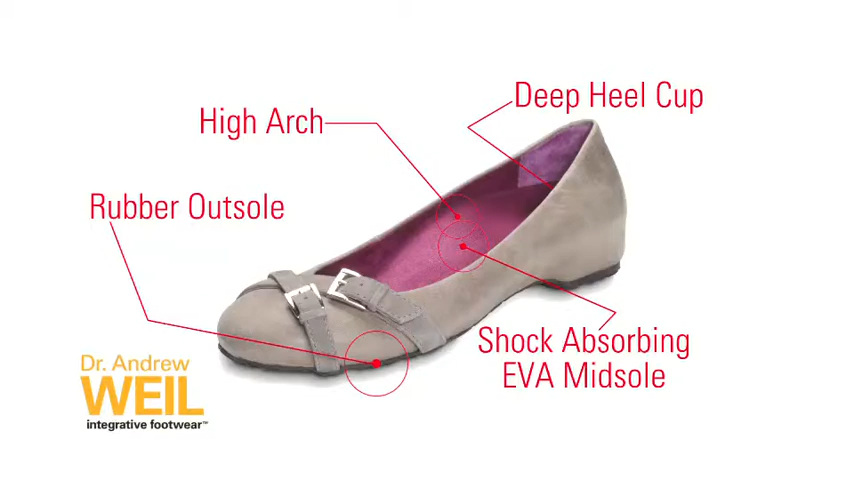 Deep Heel Cup
High Arch
Rubber Outsole
Shock Absorbing
EVA Midsole
Dr. Andrew
WEIL
integrative footwear™